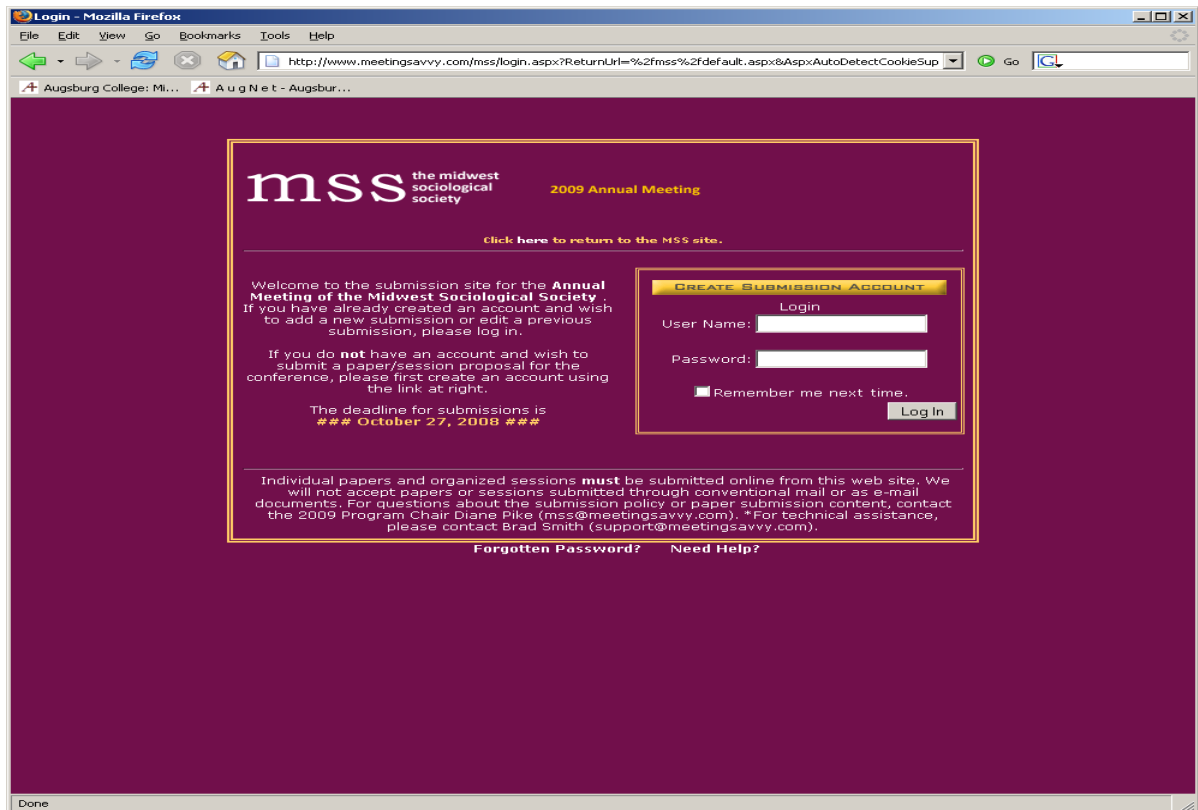 Login - Mozilla Firefox
File Edit View Go Bookmarks Tools Help
http://www.meetingsavvy.com/mss/login.aspx?ReturnUrl=%2fmss%2fdefault.aspx&AspxAutoDetectCookieSup Go G
Augsburg College: Mi... A u g N e t - Augsbur...
mss the midwest
sociological
society
2009 Annual Meeting
Click here to return to the MSS site.
Welcome to the submission site for the Annual
Meeting of the Midwest Sociological Society .
If you have already created an account and wish
to add a new submission or edit a previous
submission, please log in.
If you do not have an account and wish to
submit a paper/session proposal for the
conference, please first create an account using
the link at right.
The deadline for submissions is
### October 27, 2008 ###
CREATE SUBMISSION ACCOUNT
Login
User Name:
Password:
Remember me next time.
Log In
Individual papers and organized sessions must be submitted online from this web site. We
will not accept papers or sessions submitted through conventional mail or as e-mail
documents. For questions about the submission policy or paper submission content, contact
the 2009 Program Chair Diane Pike (mss@meetingsavvy.com). *For technical assistance,
please contact Brad Smith (support@meetingsavvy.com).
Forgotten Password? Need Help?
Done